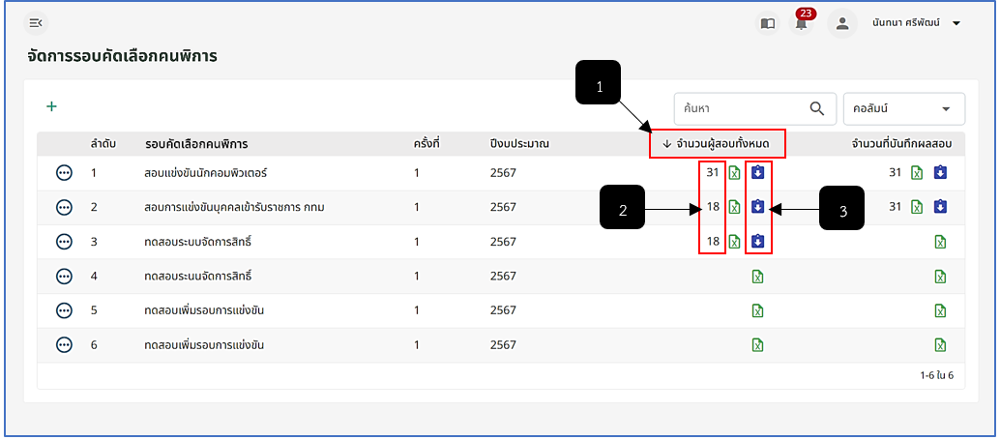 23
นันทนา ศรีพัฒน์
จัดการรอบคัดเลือกคนพิการ
1
ค้นหา
คอลัมน์
ลำดับ รอบคัดเลือกคนพิการ ครั้งที่ ปีงบประมาณ จำนวนผู้สอบทั้งหมด จำนวนที่บันทึกผลสอบ
1 สอบแข่งขันนักคอมพิวเตอร์ 1 2567 31 31
2 สอบการแข่งขันบุคคลเข้ารับราชการ กทม 1 2567 18 31
2
3
3 ทดสอบระบบจัดการสิทธิ์ 1 2567 18
4 ทดสอบระนนจัดการสิทธิ์ 1 2567
5 ทดสอบเพิ่มรอบการแข่งขัน 1 2567
6 ทดสอบเพิ่มรอบการแข่งขัน 1 2567
1-6 ใน 6